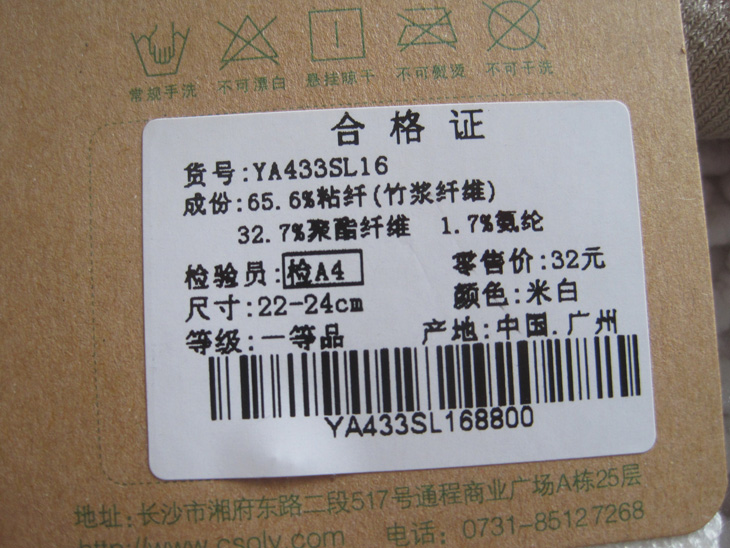 常规手洗 不可漂白 悬挂晾干 不可熨烫 不可干洗
合格证
货号:YA433SL16
成份:65.6%粘纤(竹浆纤维)
32.7%聚酯纤维 1.7%氨纶
检验员:检A4 零售价:32元
尺寸:22-24cm 颜色:米白
等级:一等品 产地:中国.广州
YA433SL168800
地址:长沙市湘府东路二段517号通程商业广场A栋25层
http://www.csoly.com 电话: 0731-85127268